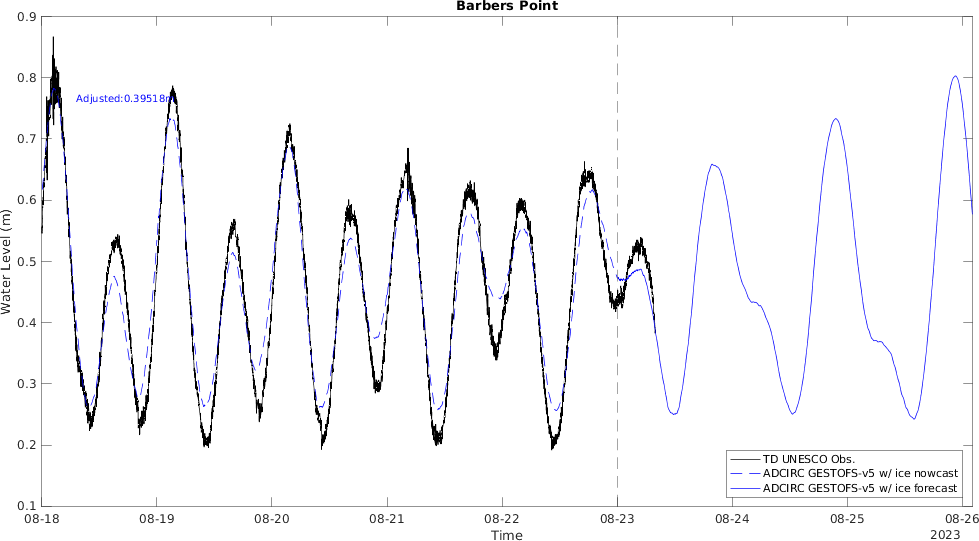 Barbers Point
0.9
0.8
0.7
0.6
0.5
0.4
0.3
0.2
0.1
Water Level (m)
Adjusted:0.39518m
TD UNESCO Obs.
ADCIRC GESTOFS-v5 w/ ice nowcast
ADCIRC GESTOFS-v5 w/ ice forecast
08-18 08-19 08-20 08-21 08-22 08-23 08-24 08-25 08-26
Time
2023